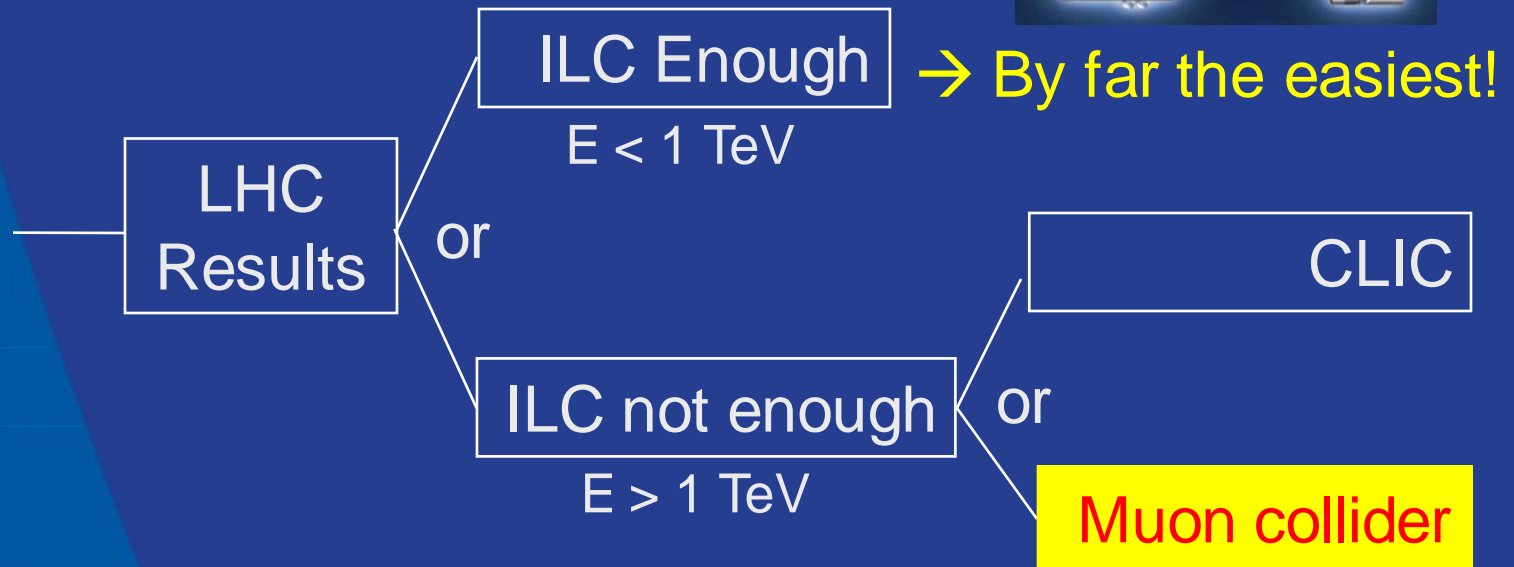 ILC Enough
→ By far the easiest!
E < 1 TeV
LHC
Results
or
CLIC
ILC not enough
or
E > 1 TeV
Muon collider